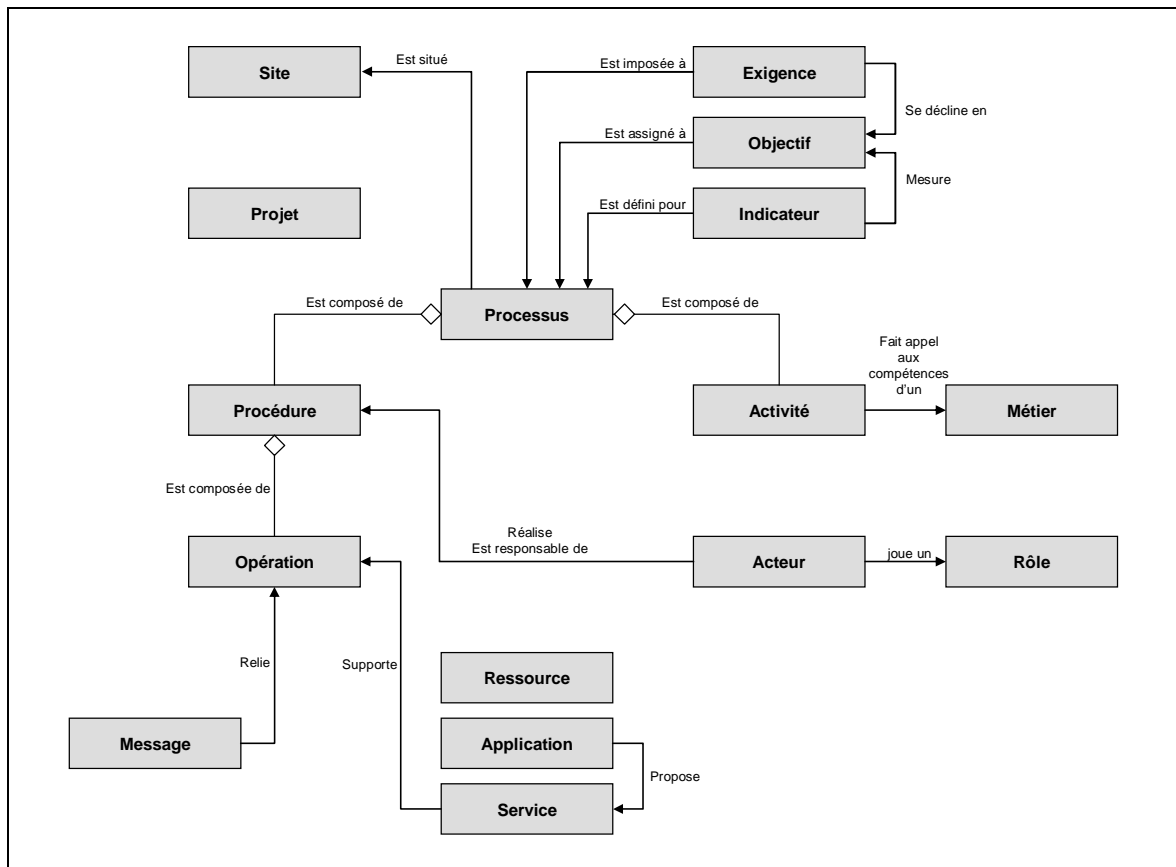 Site
Est situé
Est imposée à
Exigence
Se décline en
Est assigné à
Objectif
Mesure
Projet
Est défini pour
Indicateur
Est composé de
Processus
Est composé de
Fait appel
aux
compétences
d'un
Procédure
Activité
Métier
Est composée de
Réalise
Est responsable de
Opération
Acteur
joue un
Rôle
Relie
Supporte
Ressource
Message
Application
Propose
Service